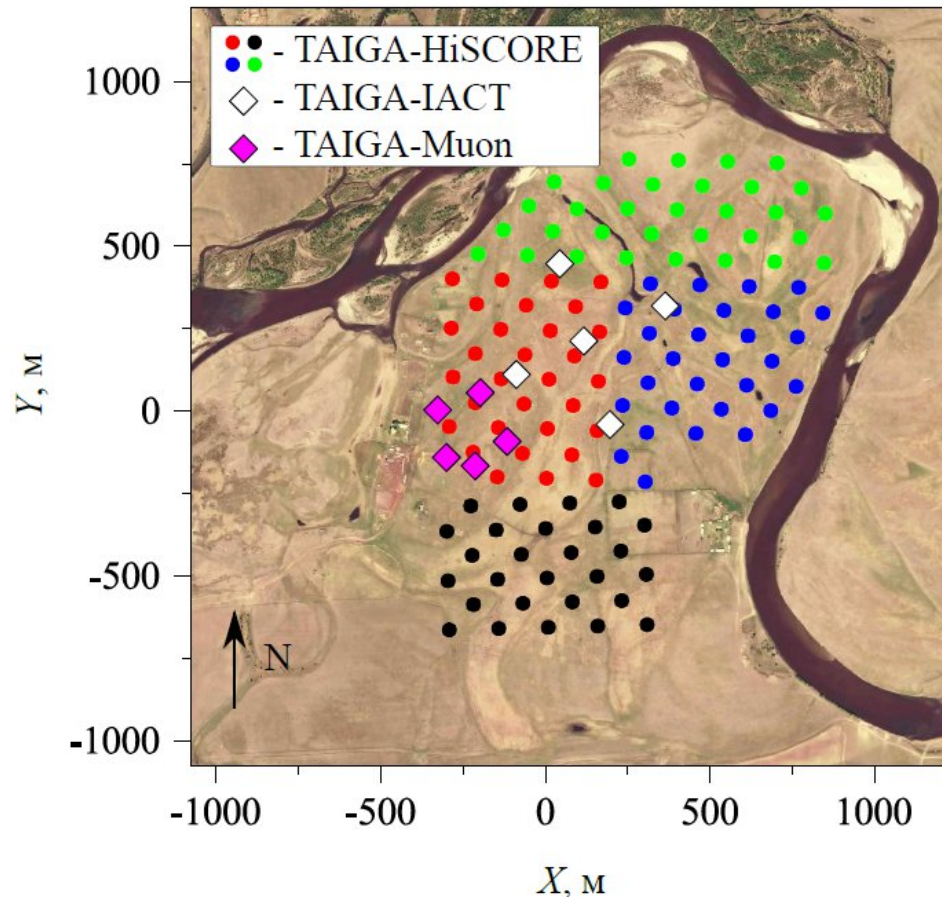 - TAIGA-HiSCORE
- TAIGA-IACT
- TAIGA-Muon
1000
500
0
-500
-1000
Y, м
N
-1000 -500 0 500 1000
X, м